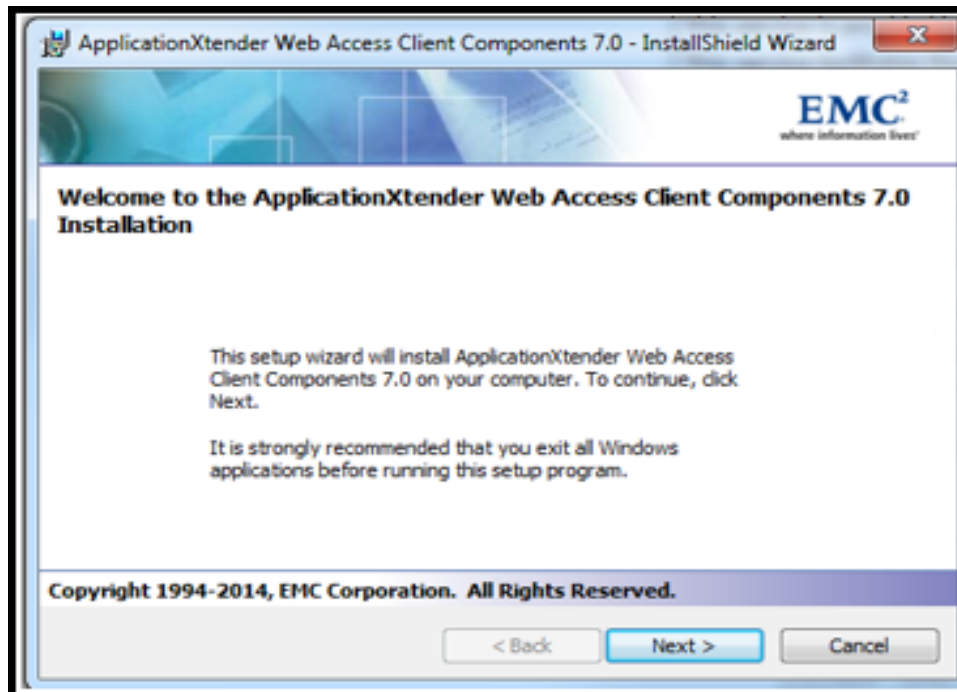 ApplicationXtender Web Access Client Components 7.0 - InstallShield Wizard
EMC²
where information lives®
Welcome to the ApplicationXtender Web Access Client Components 7.0
Installation
This setup wizard will install ApplicationXtender Web Access
Client Components 7.0 on your computer. To continue, click
Next.
It is strongly recommended that you exit all Windows
applications before running this setup program.
Copyright 1994-2014, EMC Corporation. All Rights Reserved.
< Back
Next >
Cancel